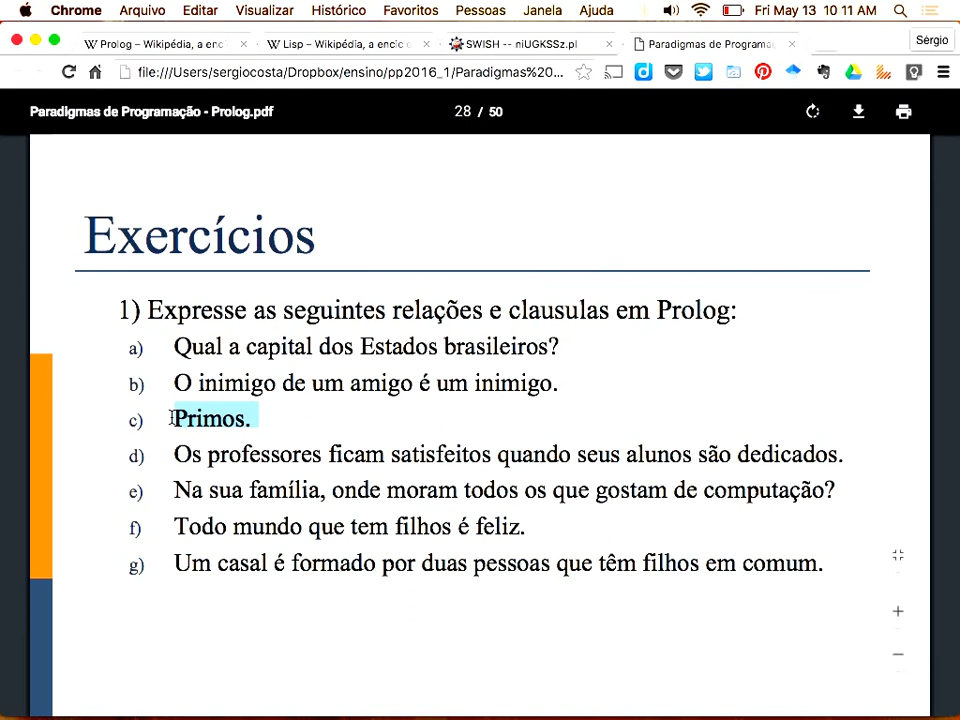 Chrome Arquivo Editar Visualizar Histórico Favoritos Pessoas Janela Ajuda Fri May 13 10 11 AM
Prolog – Wikipédia, a enc × Lisp – Wikipédia, a encic × SWISH -- niUGKSSz.pl × Paradigmas de Programa × Sérgio
file:///Users/sergiocosta/Dropbox/ensino/pp2016_1/Paradigmas%20...
Paradigmas de Programação - Prolog.pdf 28 / 50
Exercícios
1) Expresse as seguintes relações e clausulas em Prolog:
a) Qual a capital dos Estados brasileiros?
b) O inimigo de um amigo é um inimigo.
c) Primos.
d) Os professores ficam satisfeitos quando seus alunos são dedicados.
e) Na sua família, onde moram todos os que gostam de computação?
f) Todo mundo que tem filhos é feliz.
g) Um casal é formado por duas pessoas que têm filhos em comum.